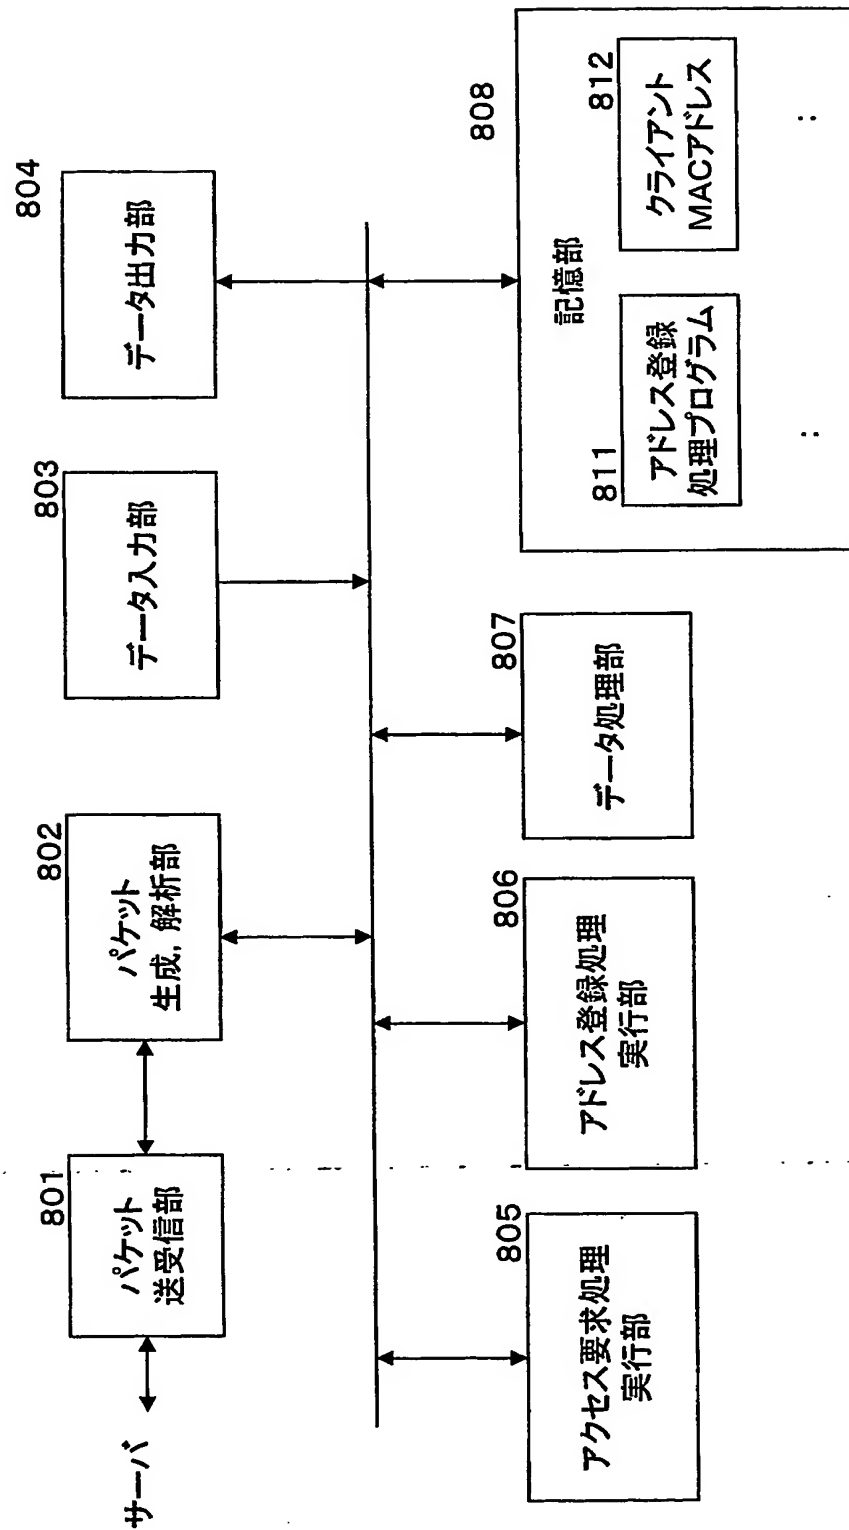 サーバ
801
パケット
送受信部
802
パケット
生成, 解析部
803
データ入力部
804
データ出力部
805
アクセス要求処理
実行部
806
アドレス登録処理
実行部
807
データ処理部
808
記憶部
811
アドレス登録
処理プログラム
:
812
クライアント
MACアドレス
: